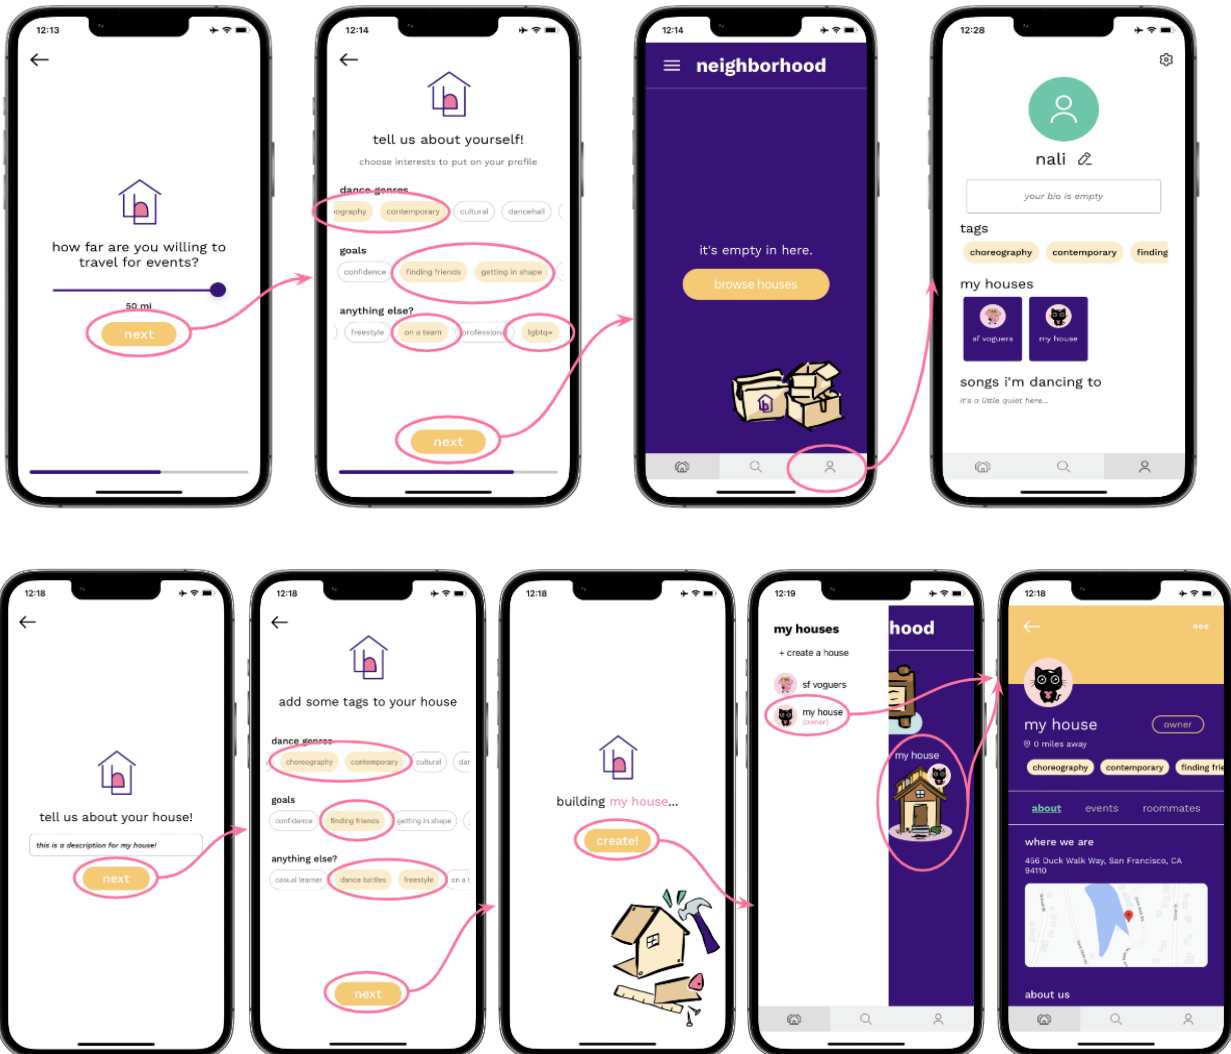 12:13
how far are you willing to
travel for events?
50 mi
next
12:14
tell us about yourself!
choose interests to put on your profile
dance genres
ography contemporary cultural dancehall
goals
confidence finding friends getting in shape
anything else?
freestyle on a team professional lgbtq+
next
12:14
neighborhood
it's empty in here.
browse houses
12:28
nali
your bio is empty
tags
choreography contemporary finding
my houses
sf voguers my house
songs i'm dancing to
it's a little quiet here...
12:18
tell us about your house!
this is a description for my house!
next
12:18
add some tags to your house
dance genres
choreography contemporary cultural dan
goals
confidence finding friends getting in shape
anything else?
casual learner dance battles freestyle on a t
next
12:18
building my house...
create!
12:19
my houses
+ create a house
sf voguers
my house
(owner)
hood
my house
12:18
my house
owner
0 miles away
choreography contemporary finding frie
about events roommates
where we are
456 Duck Walk Way, San Francisco, CA
94110
about us